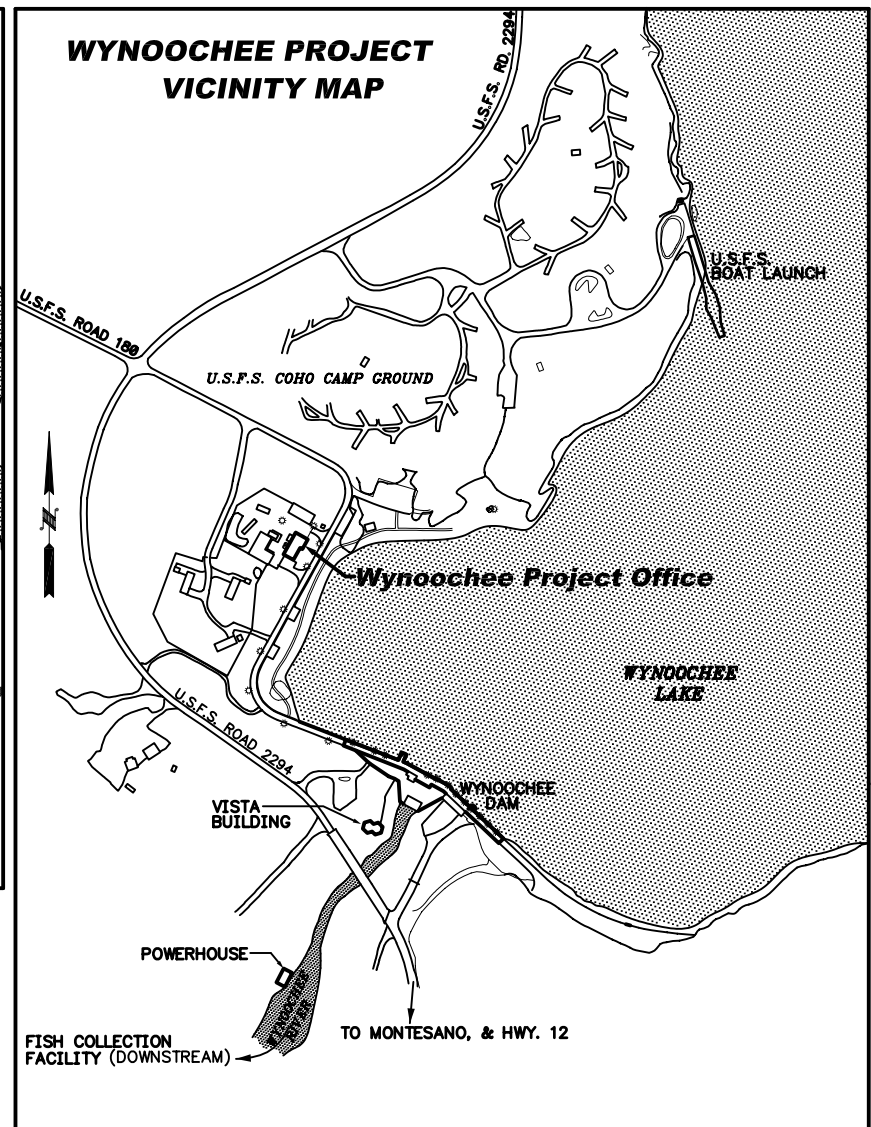 WYNOOCHEE PROJECT
VICINITY MAP
U.S.F.S. RD. 2294
U.S.F.S.
BOAT LAUNCH
U.S.F.S. ROAD 180
U.S.F.S. COHO CAMP GROUND
N
Wynoochee Project Office
WYNOOCHEE
LAKE
U.S.F.S. ROAD 2294
WYNOOCHEE
DAM
VISTA
BUILDING
POWERHOUSE
WYNOOCHEE
RIVER
TO MONTESANO, & HWY. 12
FISH COLLECTION
FACILITY (DOWNSTREAM)